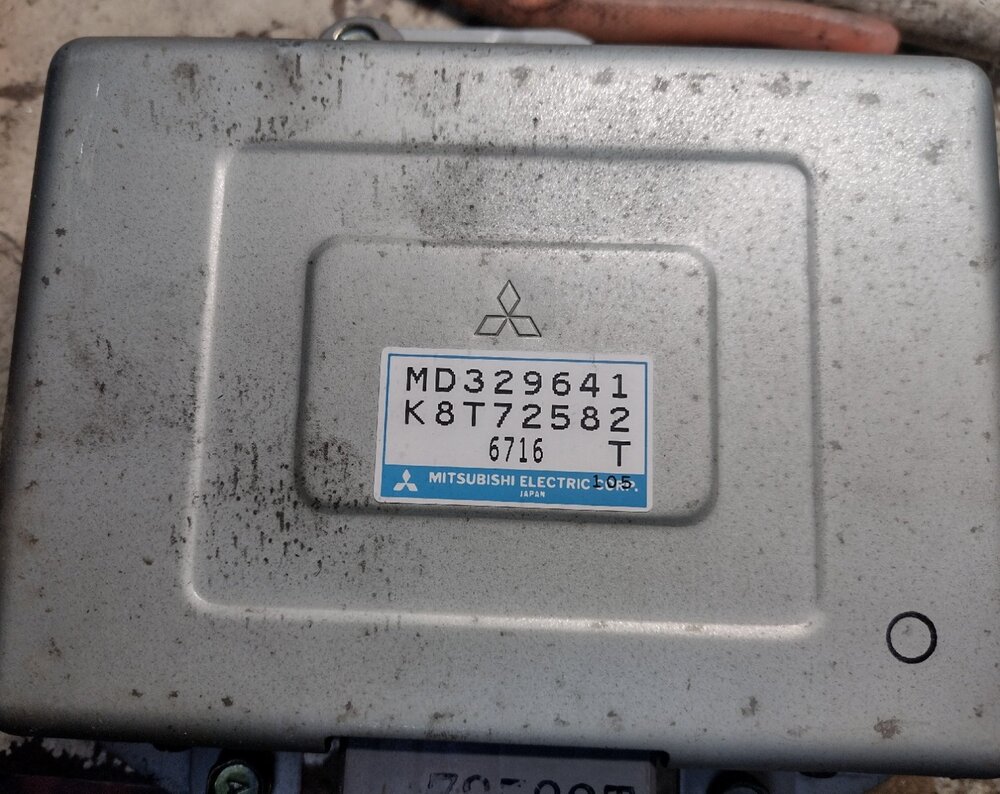 MD329641
K8T72582
6716 T
MITSUBISHI ELECTRIC CORP.
105
JAPAN